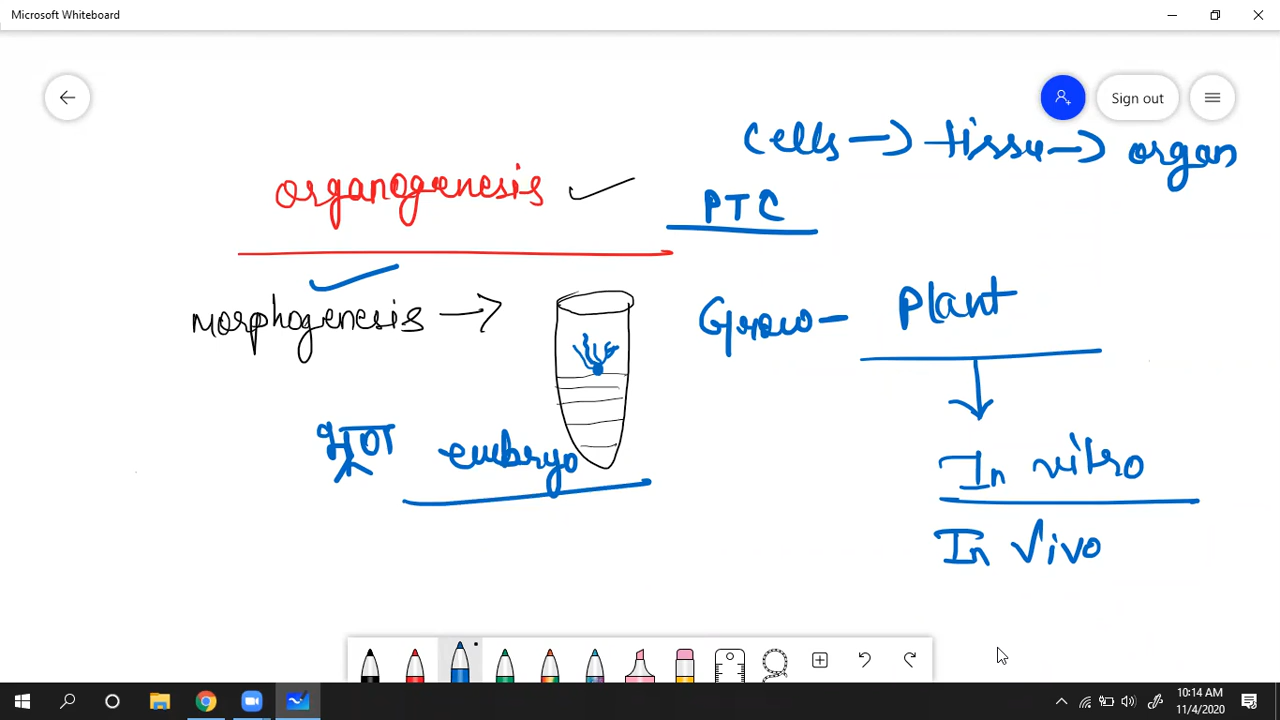 Microsoft Whiteboard
Sign out
cells → tissue → organ
organogenesis ✓
PTC
morphogenesis →
Grow - Plant
भ्रूण embryo
In vitro
In vivo
10:14 AM
11/4/2020